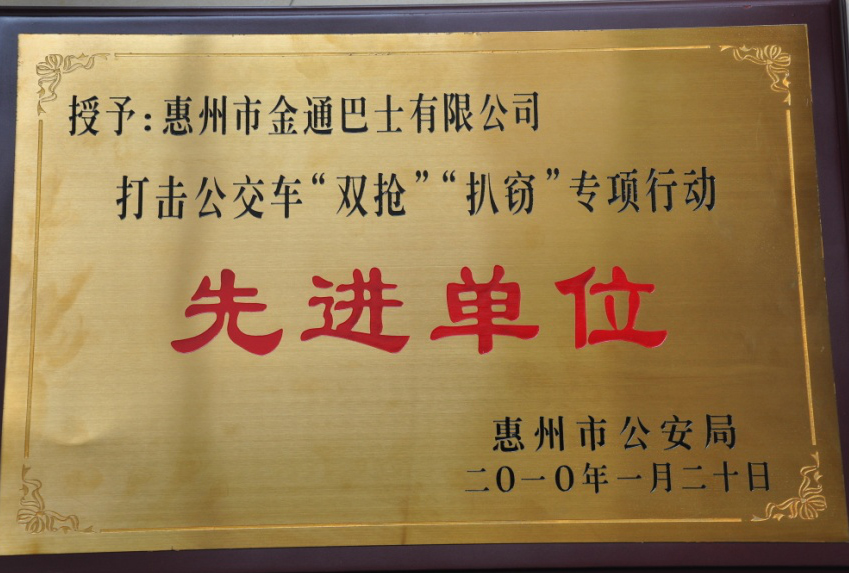 授予:惠州市金通巴士有限公司
打击公交车“双抢”“扒窃”专项行动
先进单位
惠州市公安局
二〇一〇年一月二十日